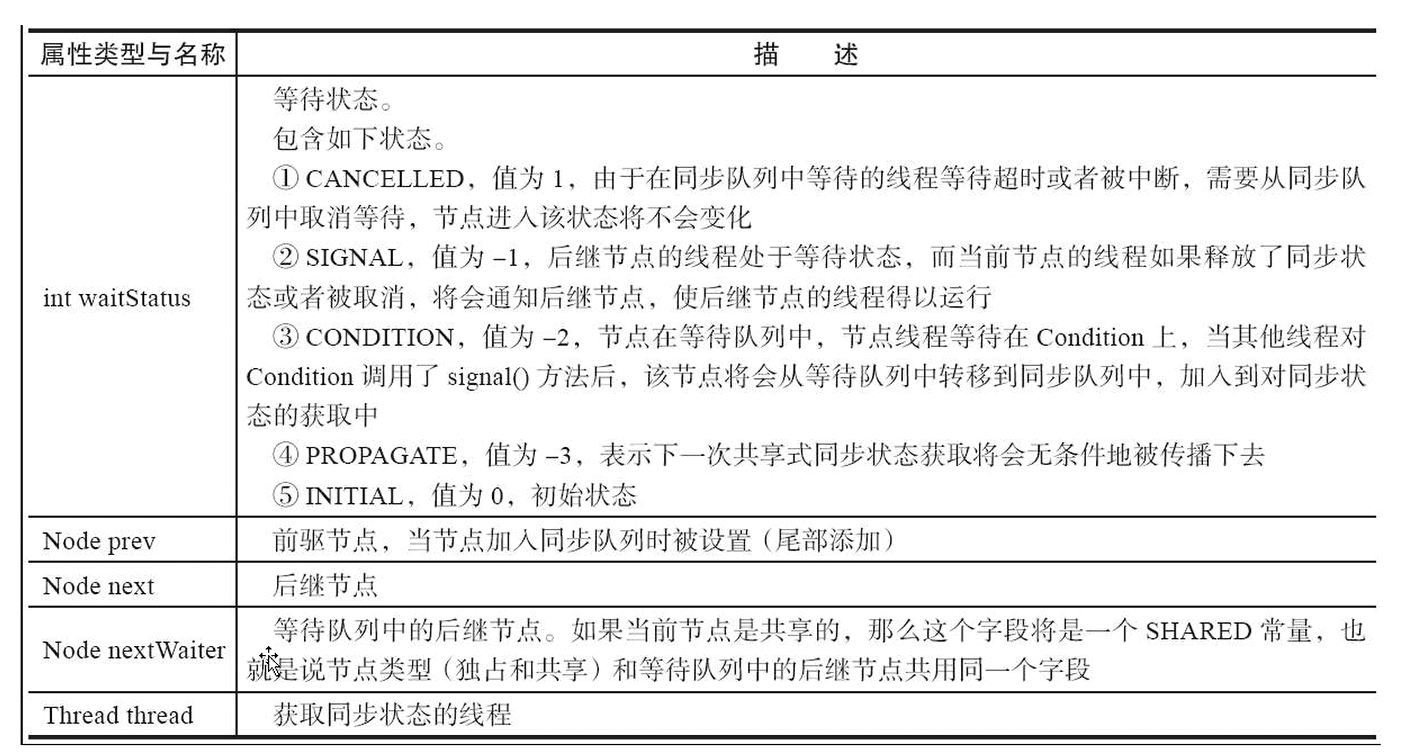 属性类型与名称 描 述
int waitStatus
等待状态。
包含如下状态。
① CANCELLED，值为 1，由于在同步队列中等待的线程等待超时或者被中断，需要从同步队
列中取消等待，节点进入该状态将不会变化
② SIGNAL，值为 –1，后继节点的线程处于等待状态，而当前节点的线程如果释放了同步状
态或者被取消，将会通知后继节点，使后继节点的线程得以运行
③ CONDITION，值为 –2，节点在等待队列中，节点线程等待在 Condition 上，当其他线程对
Condition 调用了 signal() 方法后，该节点将会从等待队列中转移到同步队列中，加入到对同步状
态的获取中
④ PROPAGATE，值为 –3，表示下一次共享式同步状态获取将会无条件地被传播下去
⑤ INITIAL，值为 0，初始状态
Node prev 前驱节点，当节点加入同步队列时被设置（尾部添加）
Node next 后继节点
Node nextWaiter
等待队列中的后继节点。如果当前节点是共享的，那么这个字段将是一个 SHARED 常量，也
就是说节点类型（独占和共享）和等待队列中的后继节点共用同一个字段
Thread thread 获取同步状态的线程